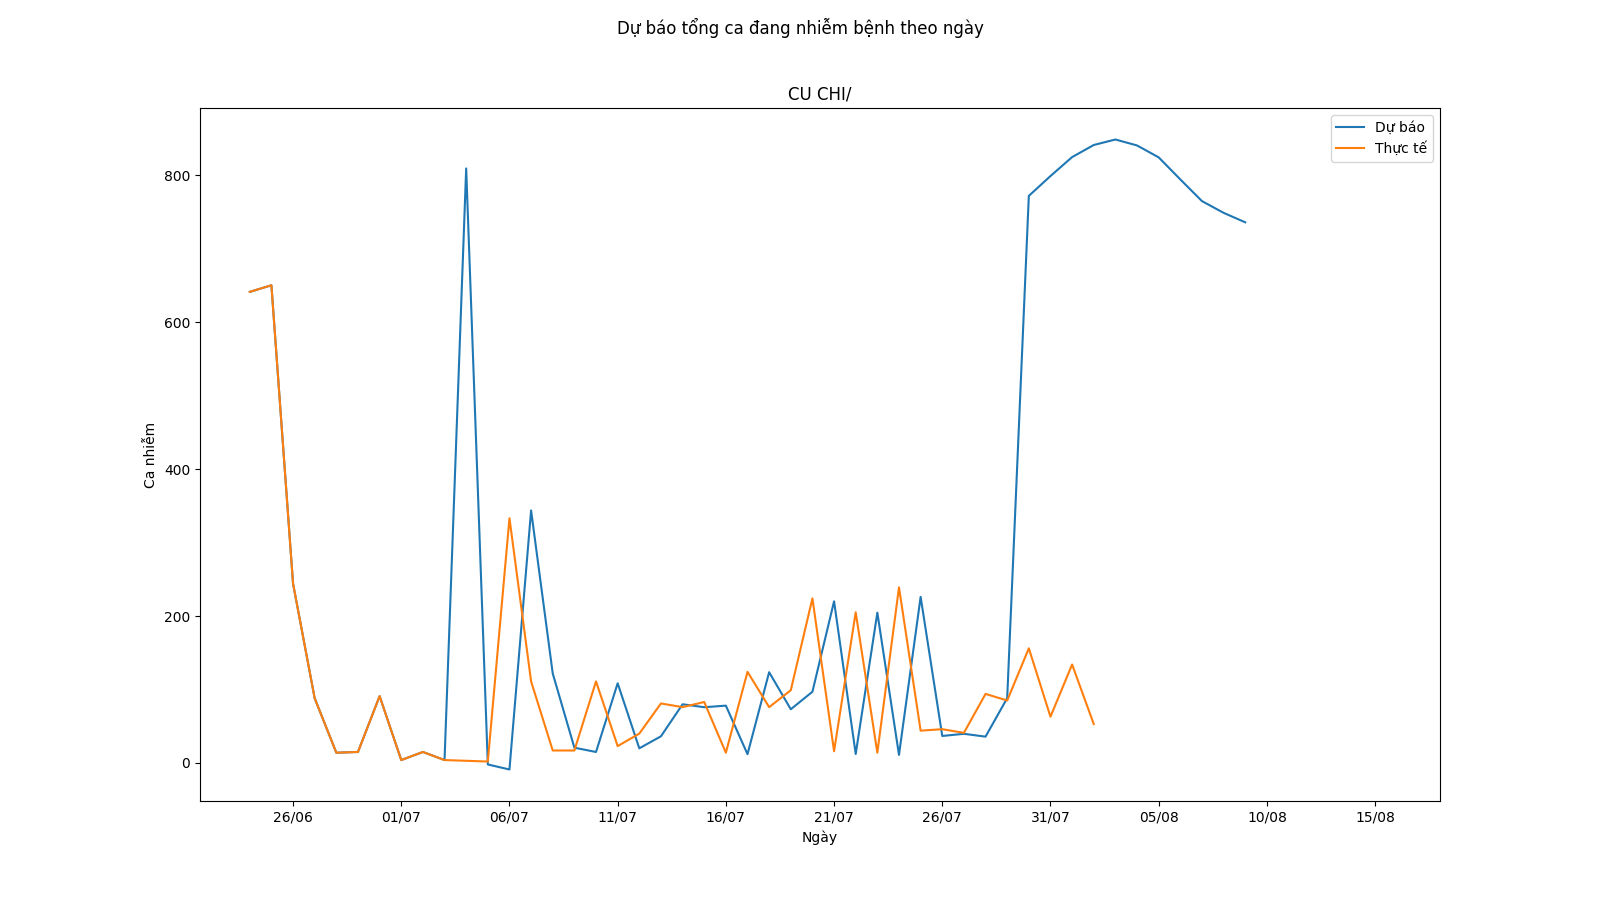 Dự báo tổng ca đang nhiễm bệnh theo ngày
CU CHI/
Dự báo
Thực tế
800
600
400
200
0
Ca nhiễm
26/06 01/07 06/07 11/07 16/07 21/07 26/07 31/07 05/08 10/08 15/08
Ngày